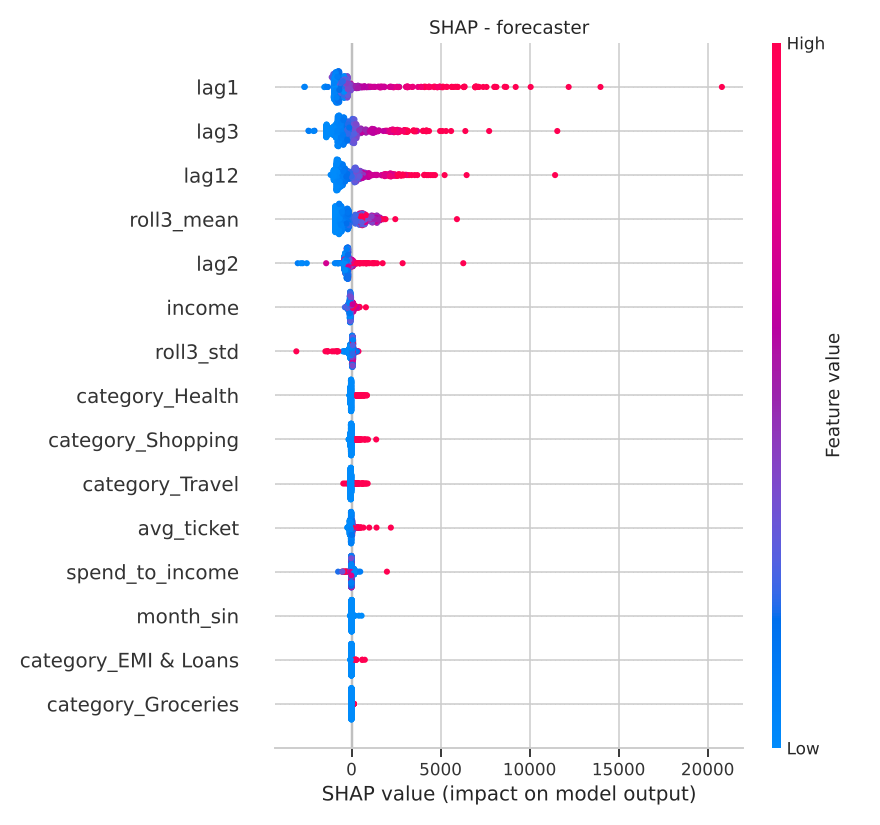 SHAP - forecaster
High
lag1
lag3
lag12
roll3_mean
lag2
income
roll3_std
category_Health
category_Shopping
category_Travel
avg_ticket
spend_to_income
month_sin
category_EMI & Loans
category_Groceries
Feature value
Low
0 5000 10000 15000 20000
SHAP value (impact on model output)